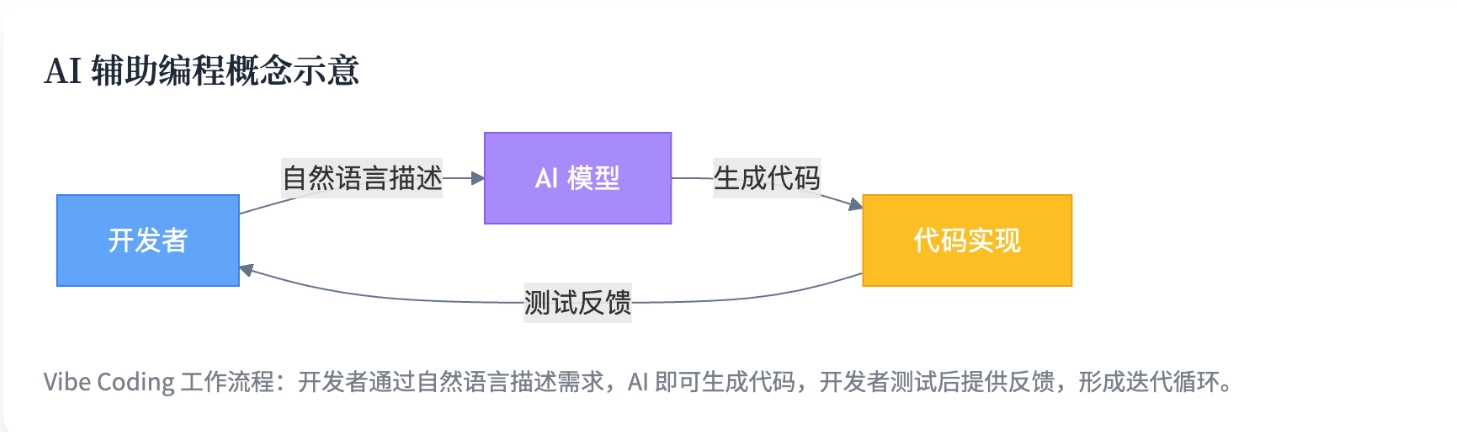 AI 辅助编程概念示意
自然语言描述
AI 模型
生成代码
开发者
代码实现
测试反馈
Vibe Coding 工作流程：开发者通过自然语言描述需求，AI 即可生成代码，开发者测试后提供反馈，形成迭代循环。